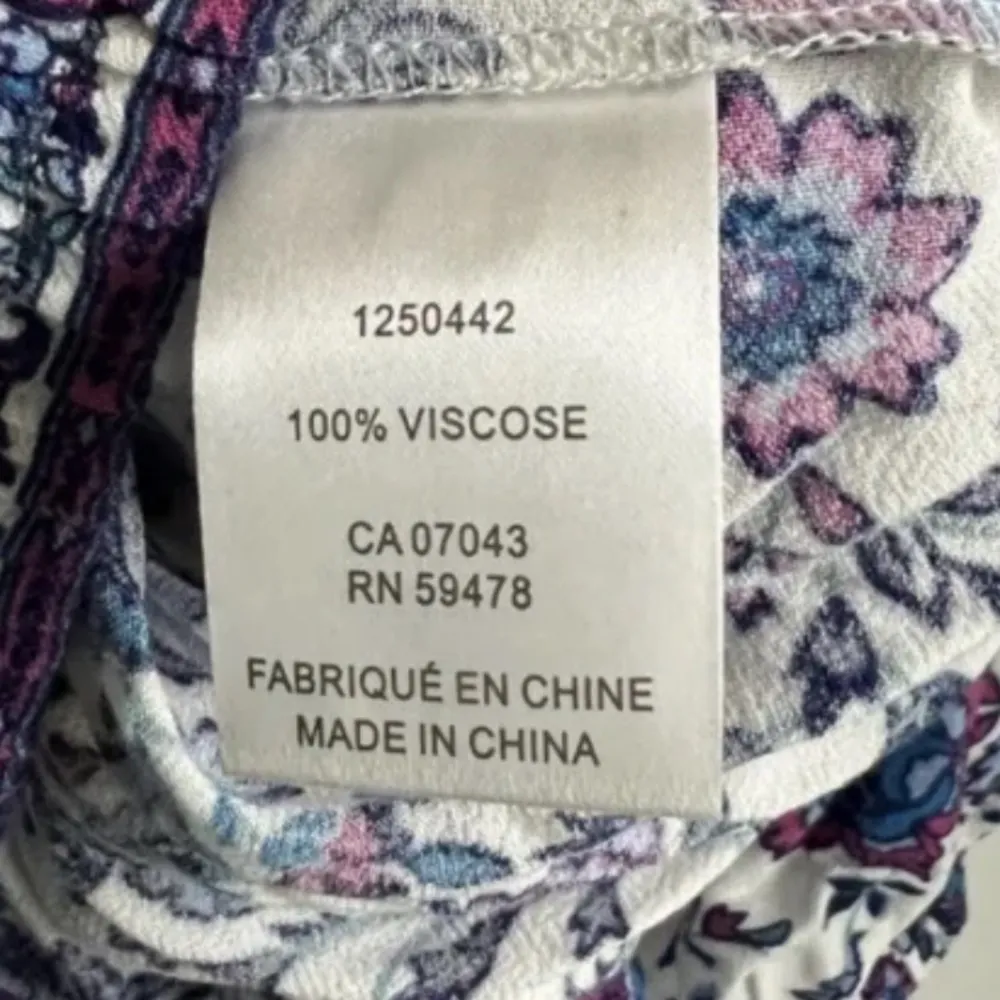 1250442
100% VISCOSE
CA 07043
RN 59478
FABRIQUÉ EN CHINE
MADE IN CHINA